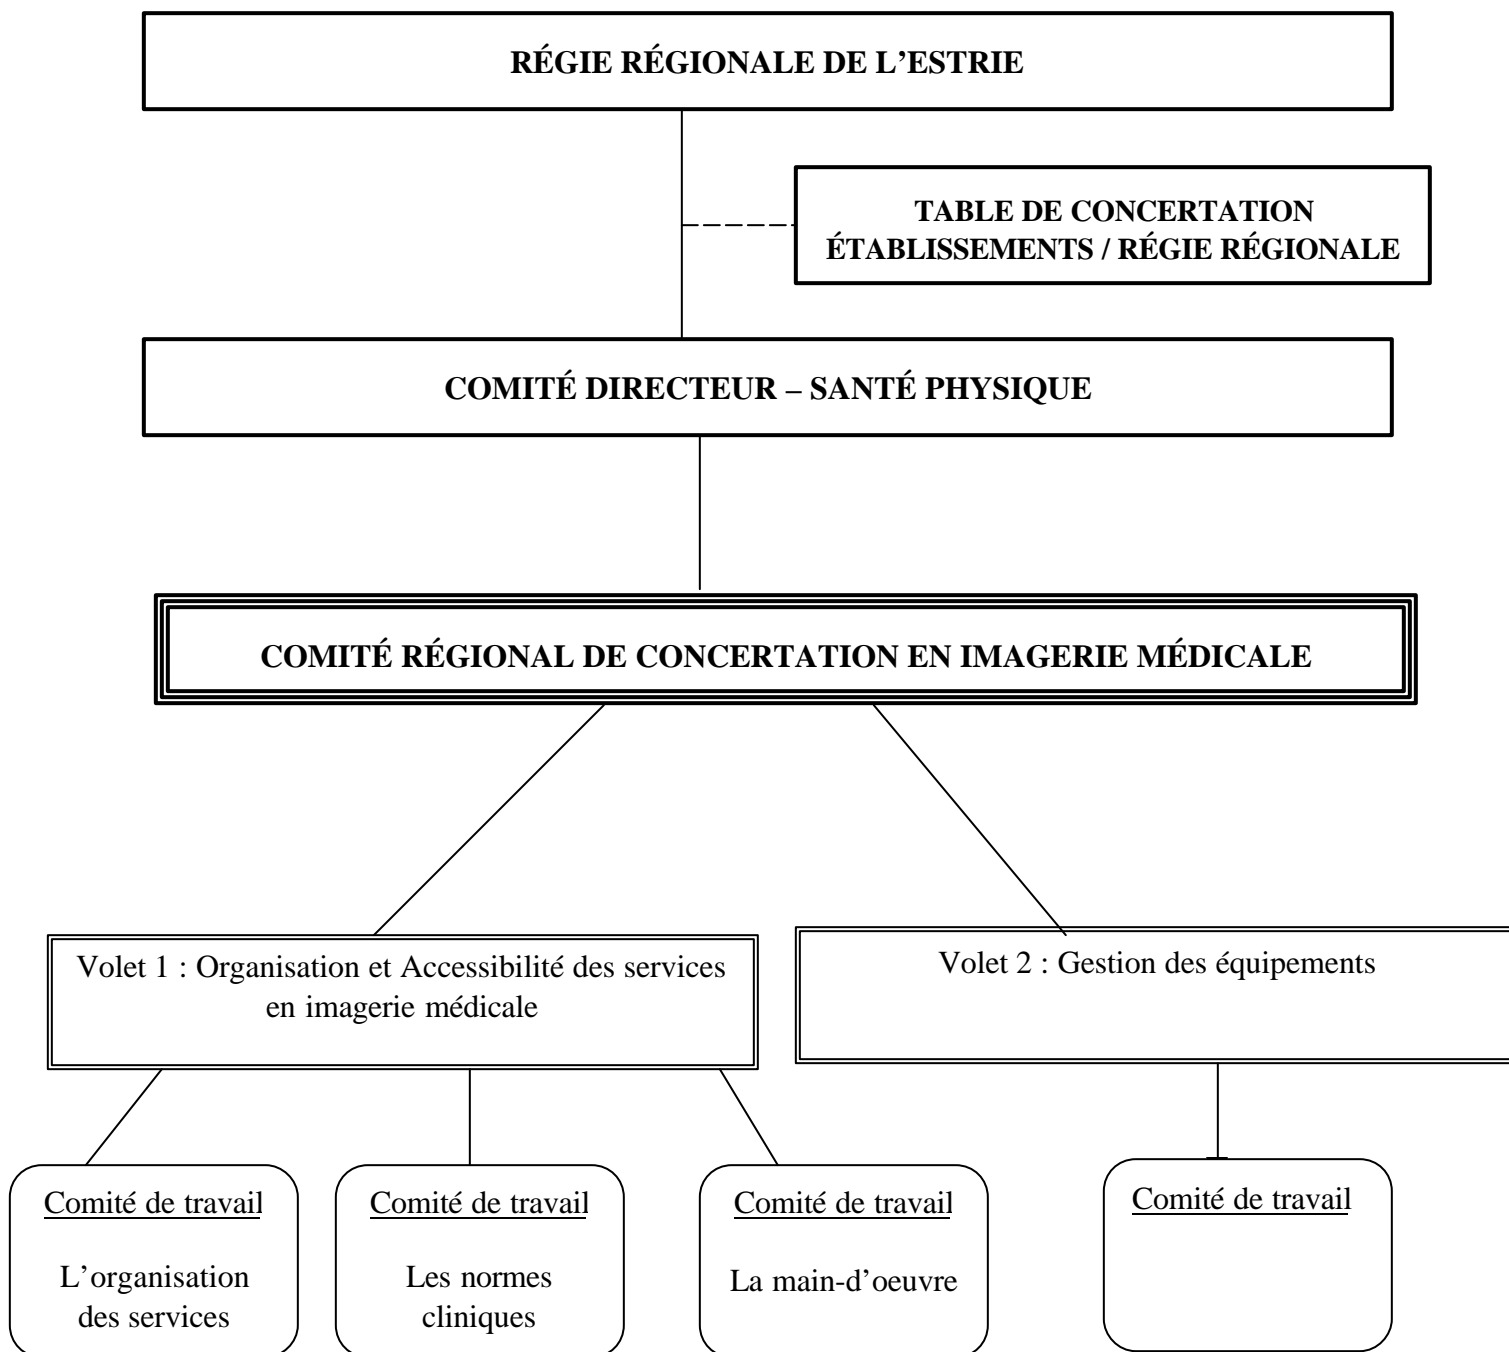 RÉGIE RÉGIONALE DE L’ESTRIE
TABLE DE CONCERTATION
ÉTABLISSEMENTS / RÉGIE RÉGIONALE
COMITÉ DIRECTEUR – SANTÉ PHYSIQUE
COMITÉ RÉGIONAL DE CONCERTATION EN IMAGERIE MÉDICALE
Volet 1 : Organisation et Accessibilité des services
en imagerie médicale
Volet 2 : Gestion des équipements
Comité de travail
L’organisation
des services
Comité de travail
Les normes
cliniques
Comité de travail
La main-d’oeuvre
Comité de travail